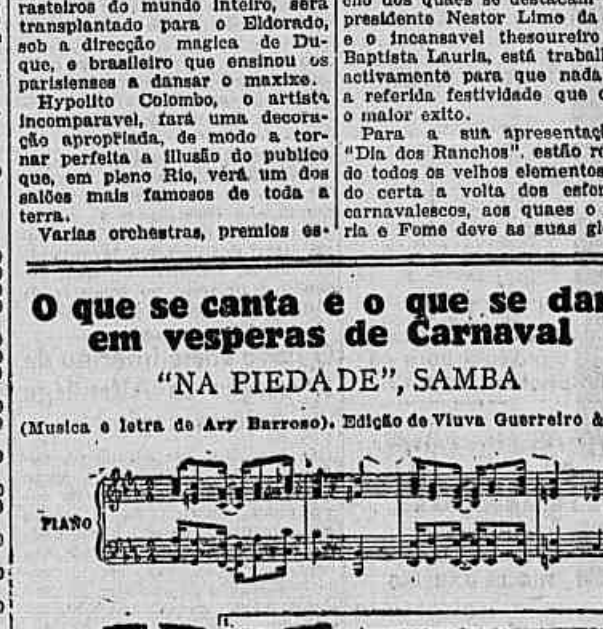 rasteiros do mundo inteiro, será
transplantado para o Eldorado,
sob a direcção magica de Du-
que, o brasileiro que ensinou os
parisienses a dansar o maxixe.
Hypolito Colombo, o artista
incomparavel, fará uma decora-
ção apropriada, de modo a tor-
nar perfeita a illusão do publico
que, em pleno Rio, verá um dos
salões mais famosos de toda a
terra.
Varias orchestras, premios es-
presidente Nestor Limo da
e o incansavel thesoureiro
Baptista Lauria, está trabal
activamente para que nada
a referida festividade que
o maior exito.
Para a sua apresentaç
"Dia dos Ranchos", estão r
do todos os velhos elementos
do certa a volta dos esfor
carnavalescos, aos quaes o
ria e Fome deve as suas gl
O que se canta e o que se da
em vesperas de Carnaval
"NA PIEDADE", SAMBA
(Musica e letra de Ary Barroso). Edição de Viuva Guerreiro &
PIANO